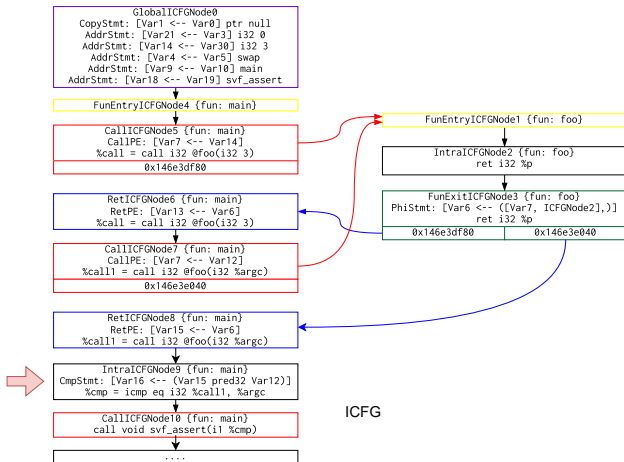 GlobalICFGNode0
CopyStmt: [Var1 <-- Var0] ptr null
AddrStmt: [Var21 <-- Var3] i32 0
AddrStmt: [Var14 <-- Var30] i32 3
AddrStmt: [Var4 <-- Var5] swap
AddrStmt: [Var9 <-- Var10] main
AddrStmt: [Var18 <-- Var19] svf_assert
FunEntryICFGNode4 {fun: main}
CallICFGNode5 {fun: main}
CallPE: [Var7 <-- Var14]
%call = call i32 @foo(i32 3)
0x146e3df80
RetICFGNode6 {fun: main}
RetPE: [Var13 <-- Var6]
%call = call i32 @foo(i32 3)
CallICFGNode7 {fun: main}
CallPE: [Var7 <-- Var12]
%call1 = call i32 @foo(i32 %argc)
0x146e3e040
RetICFGNode8 {fun: main}
RetPE: [Var15 <-- Var6]
%call1 = call i32 @foo(i32 %argc)
IntraICFGNode9 {fun: main}
CmpStmt: [Var16 <-- (Var15 pred32 Var12)]
%cmp = icmp eq i32 %call1, %argc
CallICFGNode10 {fun: main}
call void svf_assert(i1 %cmp)
....
FunEntryICFGNode1 {fun: foo}
IntraICFGNode2 {fun: foo}
ret i32 %p
FunExitICFGNode3 {fun: foo}
PhiStmt: [Var6 <-- ([Var7, ICFGNode2],)]
ret i32 %p
0x146e3df80
0x146e3e040
ICFG